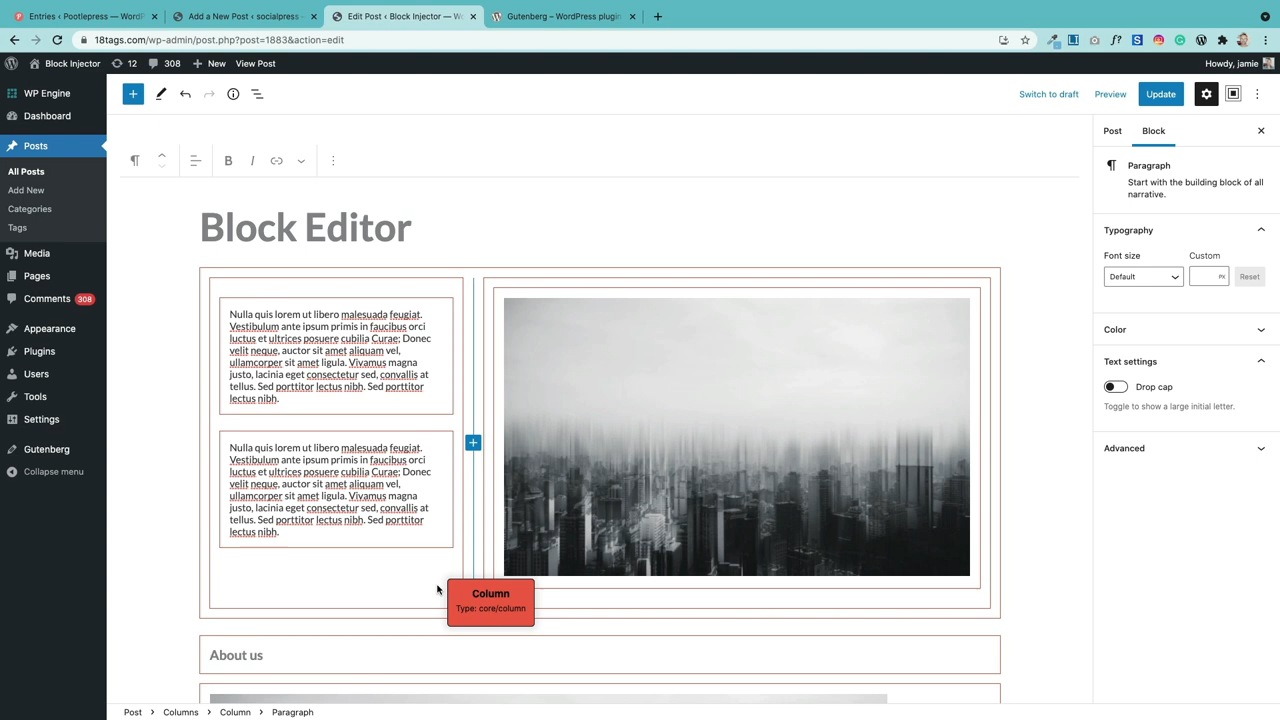 Entries ‹ Pootlepress — WordP
Add a New Post ‹ socialpress –
Edit Post ‹ Block Injector — Wo
Gutenberg – WordPress plugin
18tags.com/wp-admin/post.php?post=1883&action=edit
Block Injector
12
308
New
View Post
Howdy, jamie
WP Engine
Dashboard
Posts
All Posts
Add New
Categories
Tags
Media
Pages
Comments 308
Appearance
Plugins
Users
Tools
Settings
Gutenberg
Collapse menu
Switch to draft
Preview
Update
B
I
Block Editor
Nulla quis lorem ut libero malesuada feugiat.
Vestibulum ante ipsum primis in faucibus orci
luctus et ultrices posuere cubilia Curae; Donec
velit neque, auctor sit amet aliquam vel,
ullamcorper sit amet ligula. Vivamus magna
justo, lacinia eget consectetur sed, convallis at
tellus. Sed porttitor lectus nibh. Sed porttitor
lectus nibh.
Nulla quis lorem ut libero malesuada feugiat.
Vestibulum ante ipsum primis in faucibus orci
luctus et ultrices posuere cubilia Curae; Donec
velit neque, auctor sit amet aliquam vel,
ullamcorper sit amet ligula. Vivamus magna
justo, lacinia eget consectetur sed, convallis at
tellus. Sed porttitor lectus nibh. Sed porttitor
lectus nibh.
Column
Type: core/column
About us
Post
Block
Paragraph
Start with the building block of all
narrative.
Typography
Font size
Custom
Default
PX
Reset
Color
Text settings
Drop cap
Toggle to show a large initial letter.
Advanced
Post
Columns
Column
Paragraph